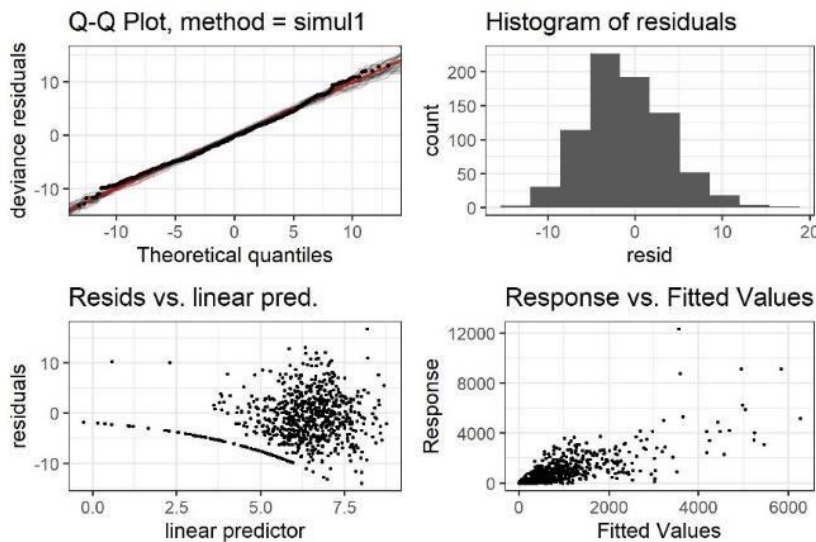 Q-Q Plot, method = simul1
deviance residuals
10
0
-10
-10
-5
0
5
10
Theoretical quantiles
Histogram of residuals
count
200
150
100
50
0
-10
0
10
20
resid
Resids vs. linear pred.
residuals
10
0
-10
0.0
2.5
5.0
7.5
linear predictor
Response vs. Fitted Values
Response
12000
8000
4000
0
0
2000
4000
6000
Fitted Values